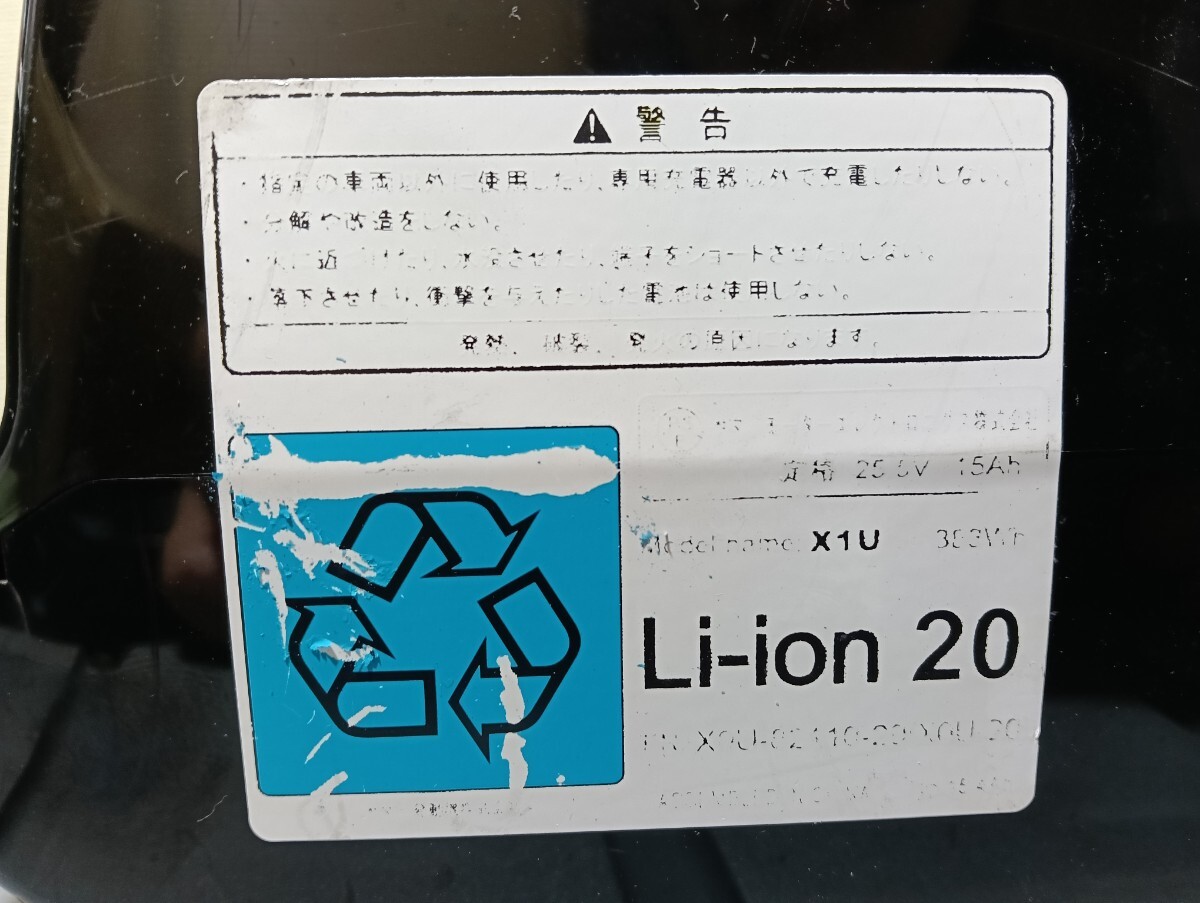 警告
・指定の車両以外に使用したり、専用充電器以外で充電したりしない。
・分解や改造をしない。
・火に近づけたり、水没させたり、端子をショートさせたりしない。
・落下させたり、衝撃を与えたりした電池は使用しない。
発熱、破裂、発火の原因になります。
株式会社
定格 25.5V 15Ah
Model name: X1U
Li-ion 20